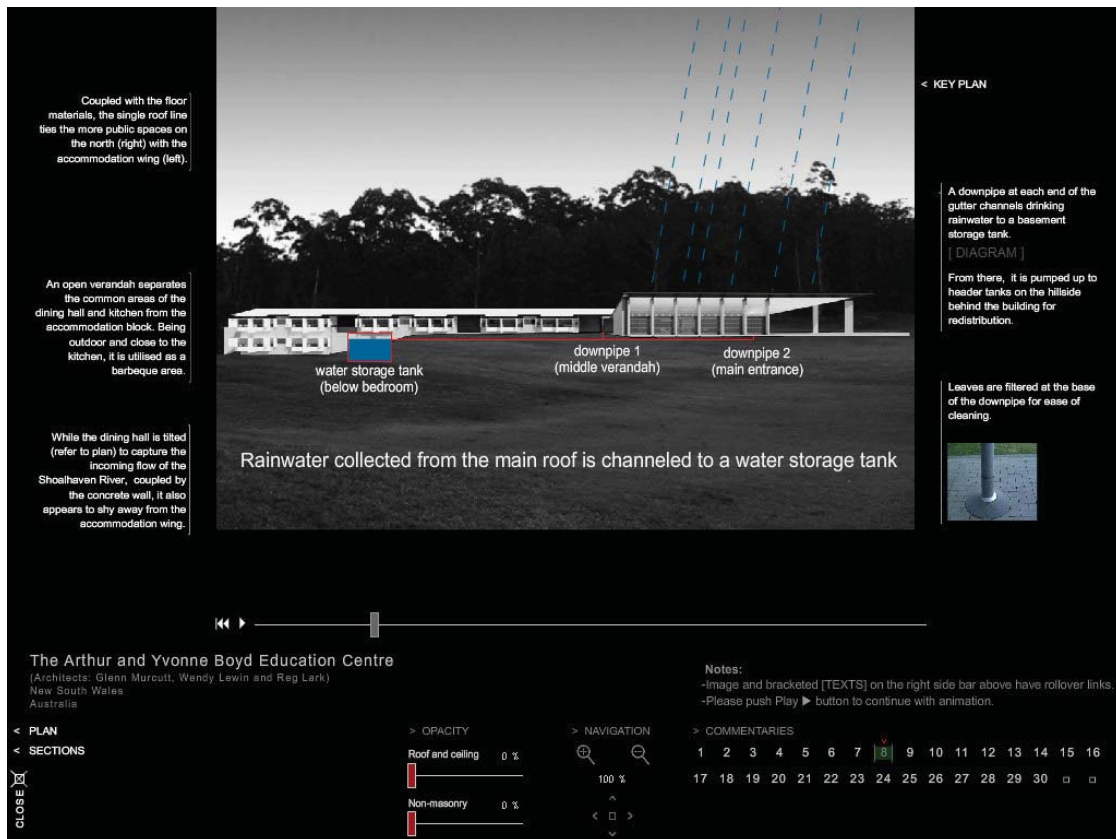 Coupled with the floor
materials, the single roof line
ties the more public spaces on
the north (right) with the
accommodation wing (left).
An open verandah separates
the common areas of the
dining hall and kitchen from the
accommodation block. Being
outdoor and close to the
kitchen, it is utilised as a
barbeque area.
While the dining hall is tilted
(refer to plan) to capture the
incoming flow of the
Shoalhaven River, coupled by
the concrete wall, it also
appears to shy away from the
accommodation wing.
water storage tank
(below bedroom)
downpipe 1
(middle verandah)
downpipe 2
(main entrance)
Rainwater collected from the main roof is channeled to a water storage tank
< KEY PLAN
A downpipe at each end of the
gutter channels drinking
rainwater to a basement
storage tank.
[ DIAGRAM ]
From there, it is pumped up to
header tanks on the hillside
behind the building for
redistribution.
Leaves are filtered at the base
of the downpipe for ease of
cleaning.
The Arthur and Yvonne Boyd Education Centre
(Architects: Glenn Murcutt, Wendy Lewin and Reg Lark)
New South Wales
Australia
Notes:
-Image and bracketed [TEXTS] on the right side bar above have rollover links.
-Please push Play ▶ button to continue with animation.
< PLAN
< SECTIONS
CLOSE
> OPACITY
Roof and ceiling 0 %
Non-masonry 0 %
> NAVIGATION
100 %
> COMMENTARIES
1 2 3 4 5 6 7 8 9 10 11 12 13 14 15 16
17 18 19 20 21 22 23 24 25 26 27 28 29 30